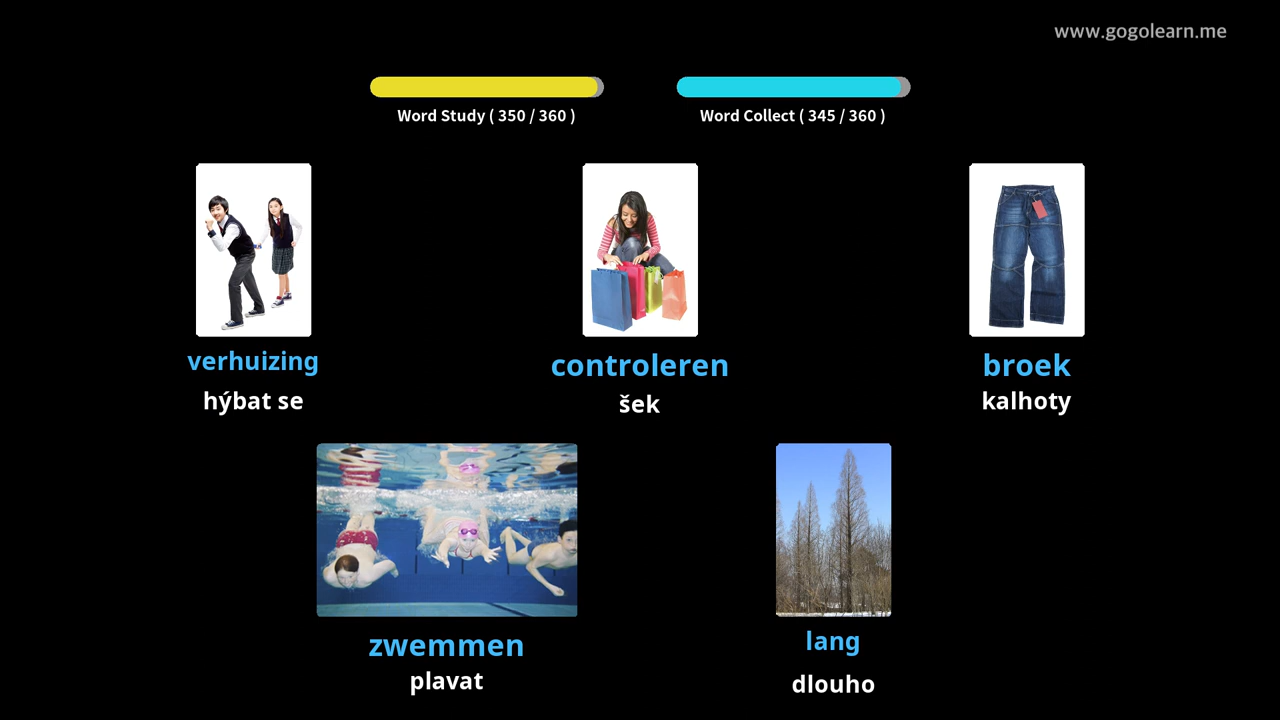 www.gogolearn.me
Word Study ( 350 / 360 )
Word Collect ( 345 / 360 )
verhuizing
hýbat se
controleren
šek
broek
kalhoty
zwemmen
plavat
lang
dlouho